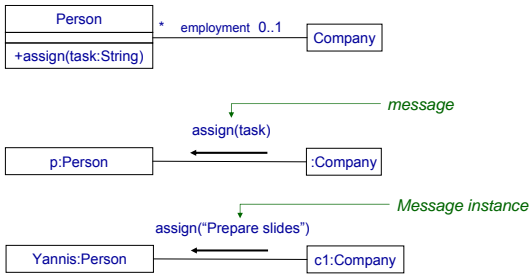 Person
* employment 0..1
Company
+assign(task:String)
message
assign(task)
p:Person
:Company
Message instance
assign(“Prepare slides”)
Yannis:Person
c1:Company